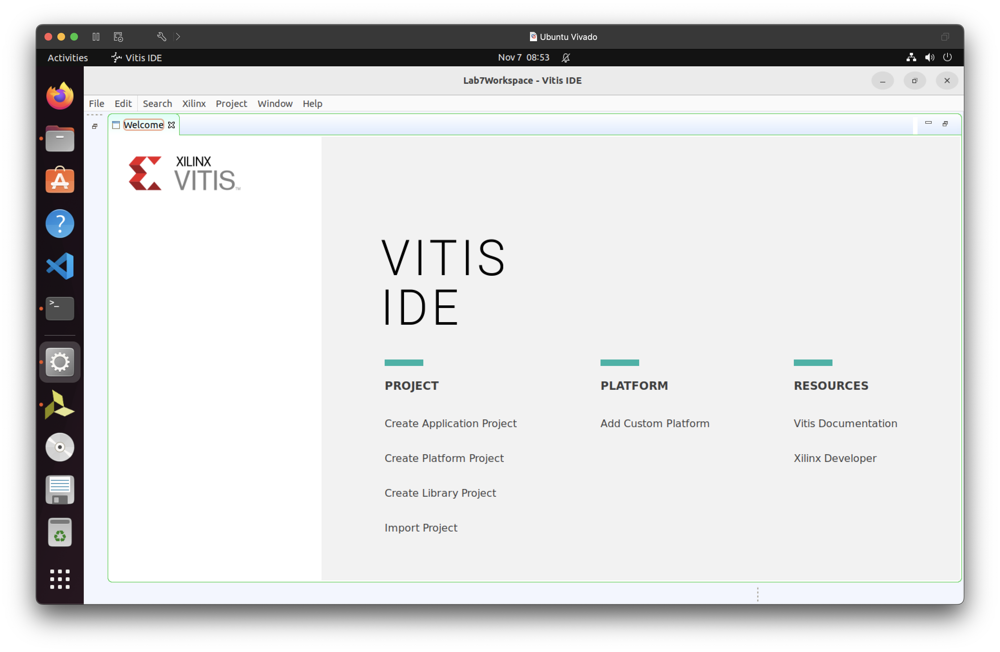 Ubuntu Vivado
Activities Vitis IDE Nov 7 08:53
Lab7Workspace - Vitis IDE
File Edit Search Xilinx Project Window Help
Welcome
XILINX
VITIS™
VITIS
IDE
PROJECT PLATFORM RESOURCES
Create Application Project Add Custom Platform Vitis Documentation
Create Platform Project Xilinx Developer
Create Library Project
Import Project